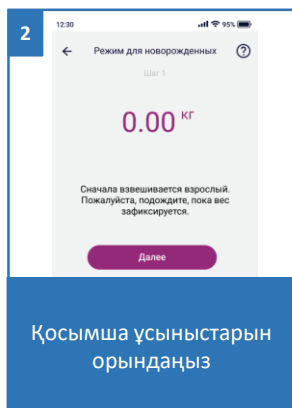 2
12:30
95%
Режим для новорожденных
Шаг 1
0.00 кг
Сначала взвешивается взрослый.
Пожалуйста, подождите, пока вес
зафиксируется.
Далее
Қосымша ұсыныстарын
орындаңыз